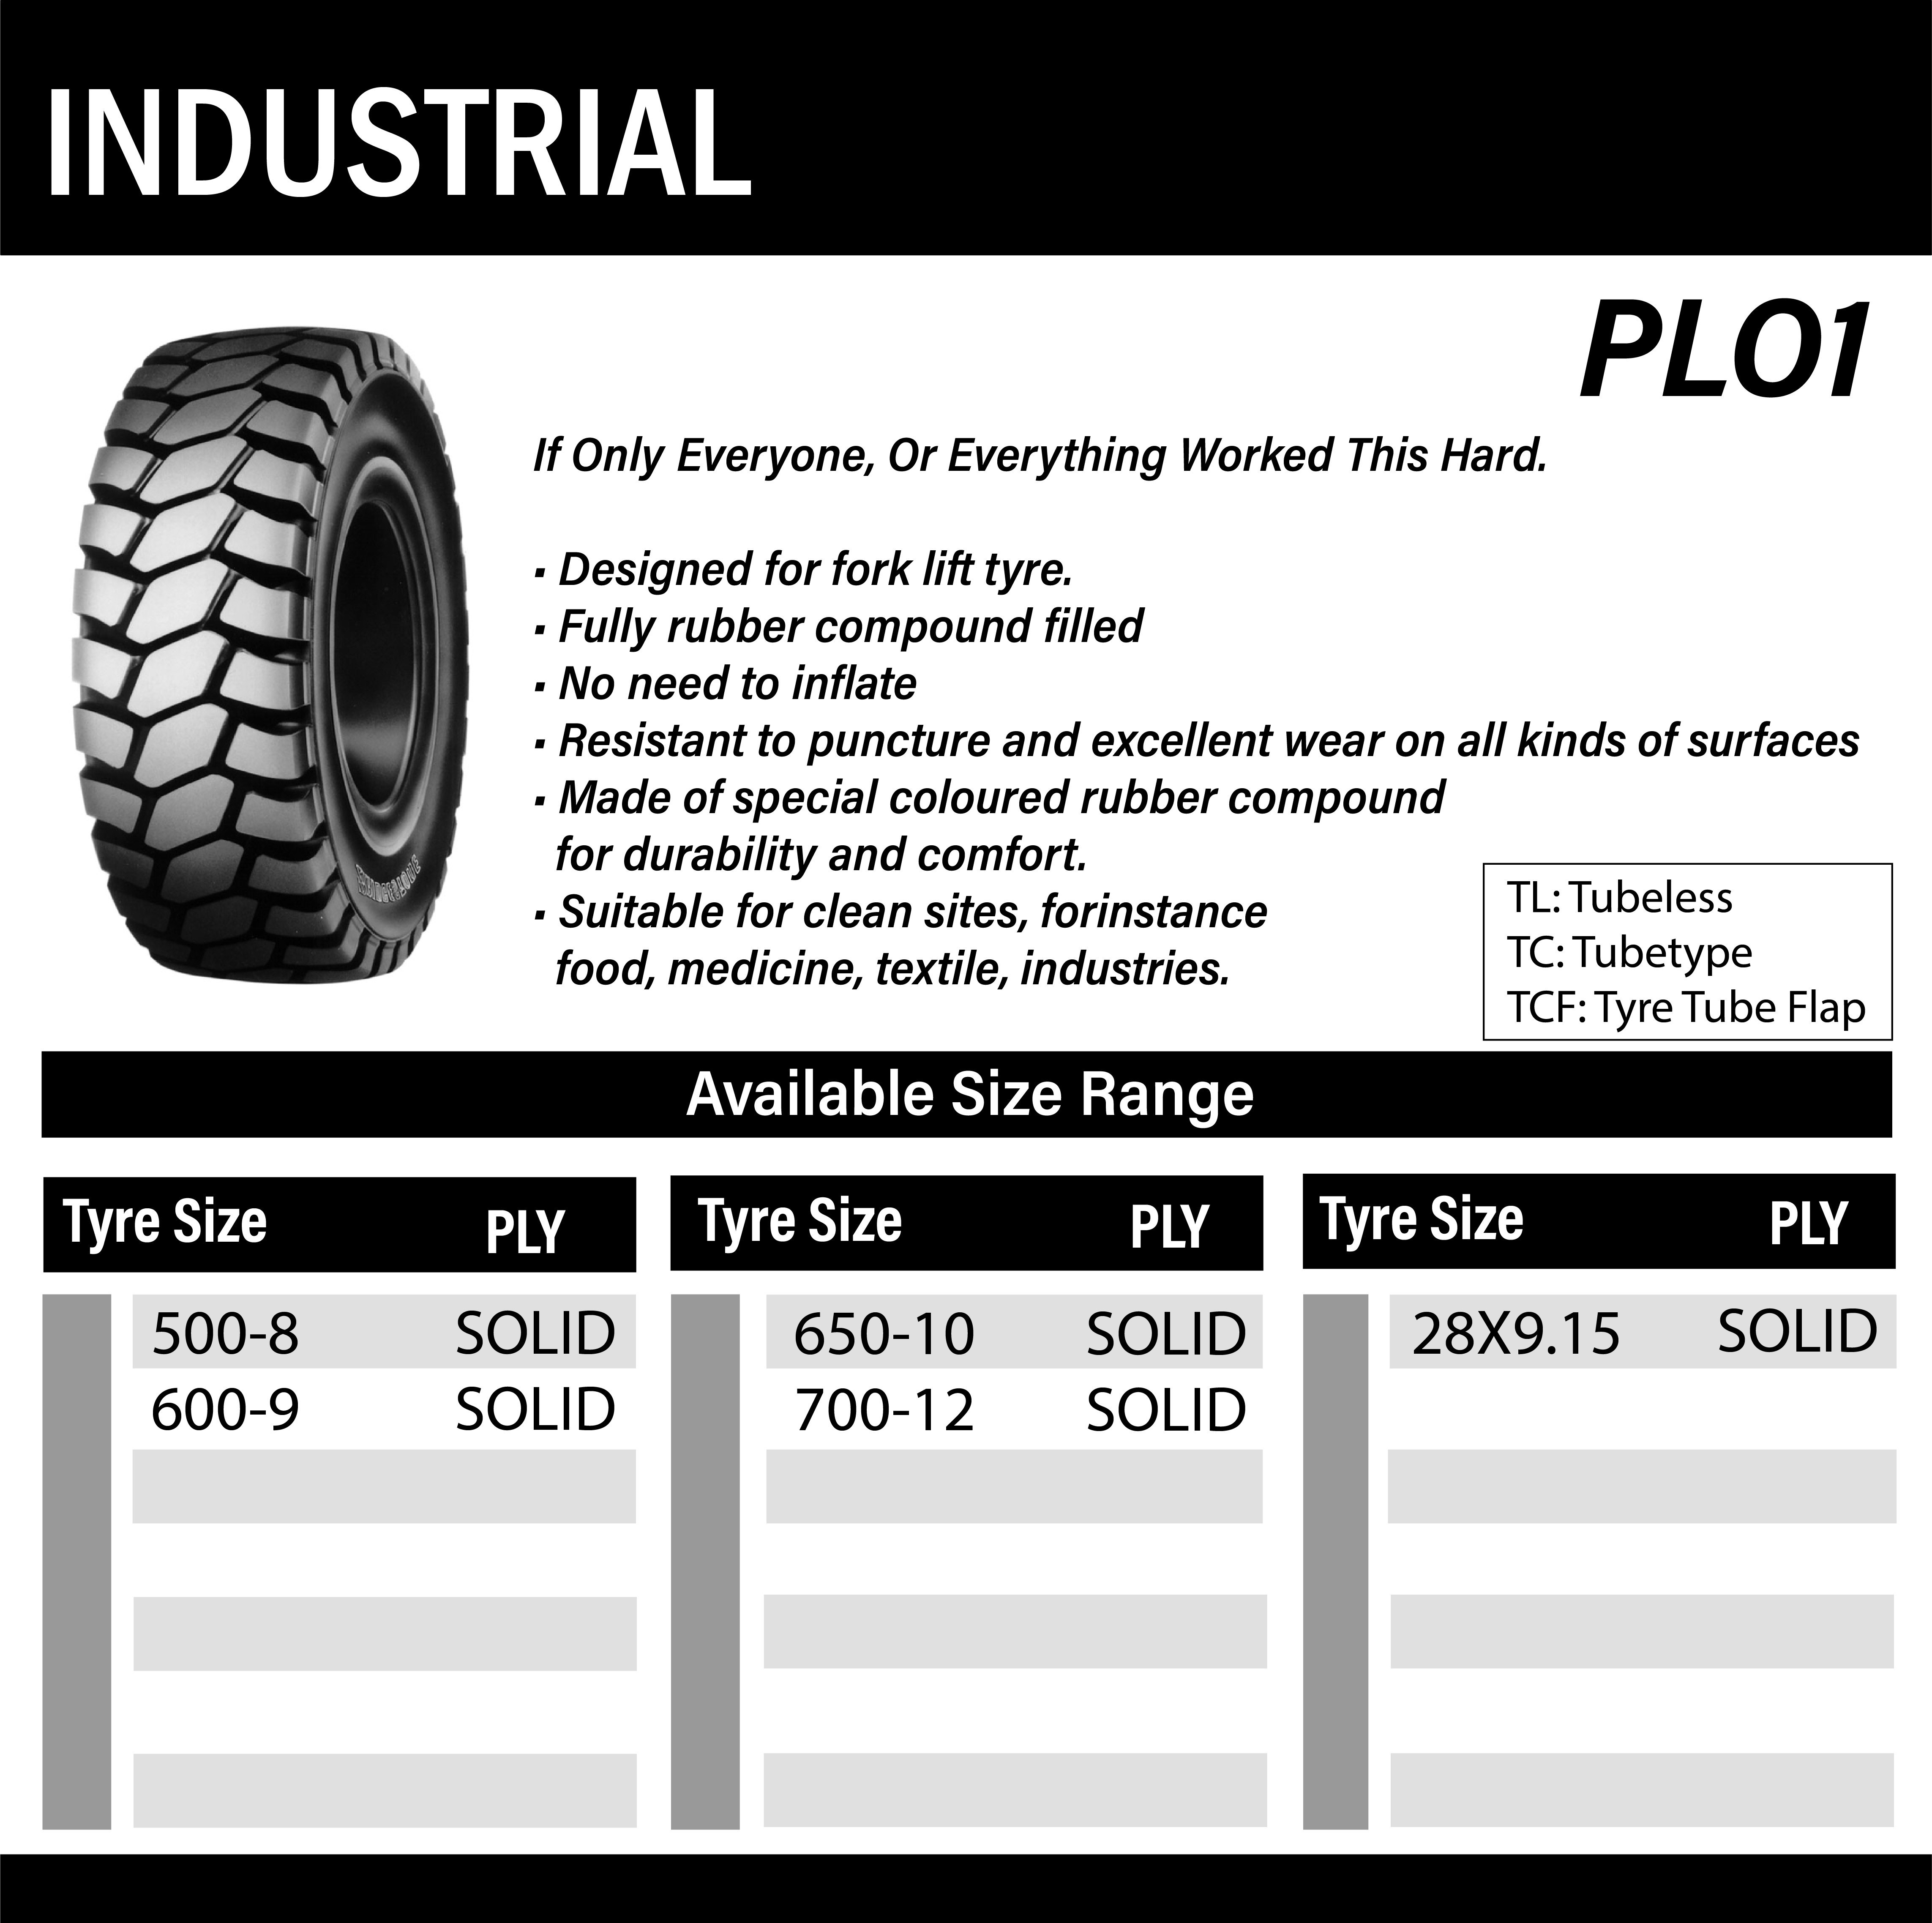 INDUSTRIAL
PLO1
If Only Everyone, Or Everything Worked This Hard.
▪ Designed for fork lift tyre.
▪ Fully rubber compound filled
▪ No need to inflate
▪ Resistant to puncture and excellent wear on all kinds of surfaces
▪ Made of special coloured rubber compound
for durability and comfort.
▪ Suitable for clean sites, forinstance
food, medicine, textile, industries.
TL: Tubeless
TC: Tubetype
TCF: Tyre Tube Flap
Available Size Range
Tyre Size PLY
500-8 SOLID
600-9 SOLID
Tyre Size PLY
650-10 SOLID
700-12 SOLID
Tyre Size PLY
28X9.15 SOLID